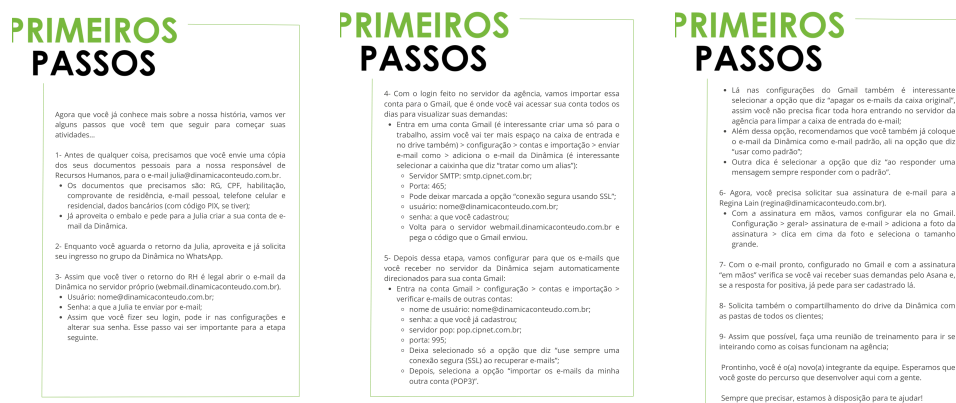 PRIMEIROS
PASSOS
Agora que você já conhece mais sobre a nossa história, vamos ver
alguns passos que você tem que seguir para começar suas
atividades...
1- Antes de qualquer coisa, precisamos que você envie uma cópia
dos seus documentos pessoais para a nossa responsável de
Recursos Humanos, para o e-mail julia@dinamicaconteudo.com.br.
• Os documentos que precisamos são: RG, CPF, habilitação,
comprovante de residência, e-mail pessoal, telefone celular e
residencial, dados bancários (com código PIX, se tiver);
• Já aproveita o embalo e pede para a Julia criar a sua conta de e-
mail da Dinâmica.
2- Enquanto você aguarda o retorno da Julia, aproveita e já solicita
seu ingresso no grupo da Dinâmica no WhatsApp.
3- Assim que você tiver o retorno do RH é legal abrir o e-mail da
Dinâmica no servidor próprio (webmail.dinamicaconteudo.com.br).
• Usuário: nome@dinamicaconteudo.com.br;
• Senha: a que a Julia te enviar por e-mail;
• Assim que você fizer seu login, pode ir nas configurações e
alterar sua senha. Esse passo vai ser importante para a etapa
seguinte.
PRIMEIROS
PASSOS
4- Com o login feito no servidor da agência, vamos importar essa
conta para o Gmail, que é onde você vai acessar sua conta todos os
dias para visualizar suas demandas:
• Entra em uma conta Gmail (é interessante criar uma só para o
trabalho, assim você vai ter mais espaço na caixa de entrada e
no drive também) > configuração > contas e importação > enviar
e-mail como > adiciona o e-mail da Dinâmica (é interessante
selecionar a caixinha que diz “tratar como um alias”):
◦ Servidor SMTP: smtp.cipnet.com.br;
◦ Porta: 465;
◦ Pode deixar marcada a opção “conexão segura usando SSL”;
◦ usuário: nome@dinamicaconteudo.com.br;
◦ senha: a que você cadastrou;
◦ Volta para o servidor webmail.dinamicaconteudo.com.br e
pega o código que o Gmail enviou.
5- Depois dessa etapa, vamos configurar para que os e-mails que
você receber no servidor da Dinâmica sejam automaticamente
direcionados para sua conta Gmail:
• Entra na conta Gmail > configuração > contas e importação >
verificar e-mails de outras contas:
◦ nome de usuário: nome@dinamicaconteudo.com.br;
◦ senha: a que você já cadastrou;
◦ servidor pop: pop.cipnet.com.br;
◦ porta: 995;
◦ Deixa selecionado só a opção que diz “use sempre uma
conexão segura (SSL) ao recuperar e-mails”;
◦ Depois, seleciona a opção “importar os e-mails da minha
outra conta (POP3)”.
PRIMEIROS
PASSOS
• Lá nas configurações do Gmail também é interessante
selecionar a opção que diz “apagar os e-mails da caixa original”,
assim você não precisa ficar toda hora entrando no servidor da
agência para limpar a caixa de entrada do e-mail;
• Além dessa opção, recomendamos que você também já coloque
o e-mail da Dinâmica como e-mail padrão, ali na opção que diz
“usar como padrão”;
• Outra dica é selecionar a opção que diz “ao responder uma
mensagem sempre responder com o padrão”.
6- Agora, você precisa solicitar sua assinatura de e-mail para a
Regina Lain (regina@dinamicaconteudo.com.br).
• Com a assinatura em mãos, vamos configurar ela no Gmail.
Configuração > geral> assinatura de e-mail > adiciona a foto da
assinatura > clica em cima da foto e seleciona o tamanho
grande.
7- Com o e-mail pronto, configurado no Gmail e com a assinatura
“em mãos” verifica se você vai receber suas demandas pelo Asana e,
se a resposta for positiva, já pede para ser cadastrado lá.
8- Solicita também o compartilhamento do drive da Dinâmica com
as pastas de todos os clientes;
9- Assim que possível, faça uma reunião de treinamento para ir se
inteirando como as coisas funcionam na agência;
Prontinho, você é o(a) novo(a) integrante da equipe. Esperamos que
você goste do percurso que desenvolver aqui com a gente.
Sempre que precisar, estamos à disposição para te ajudar!